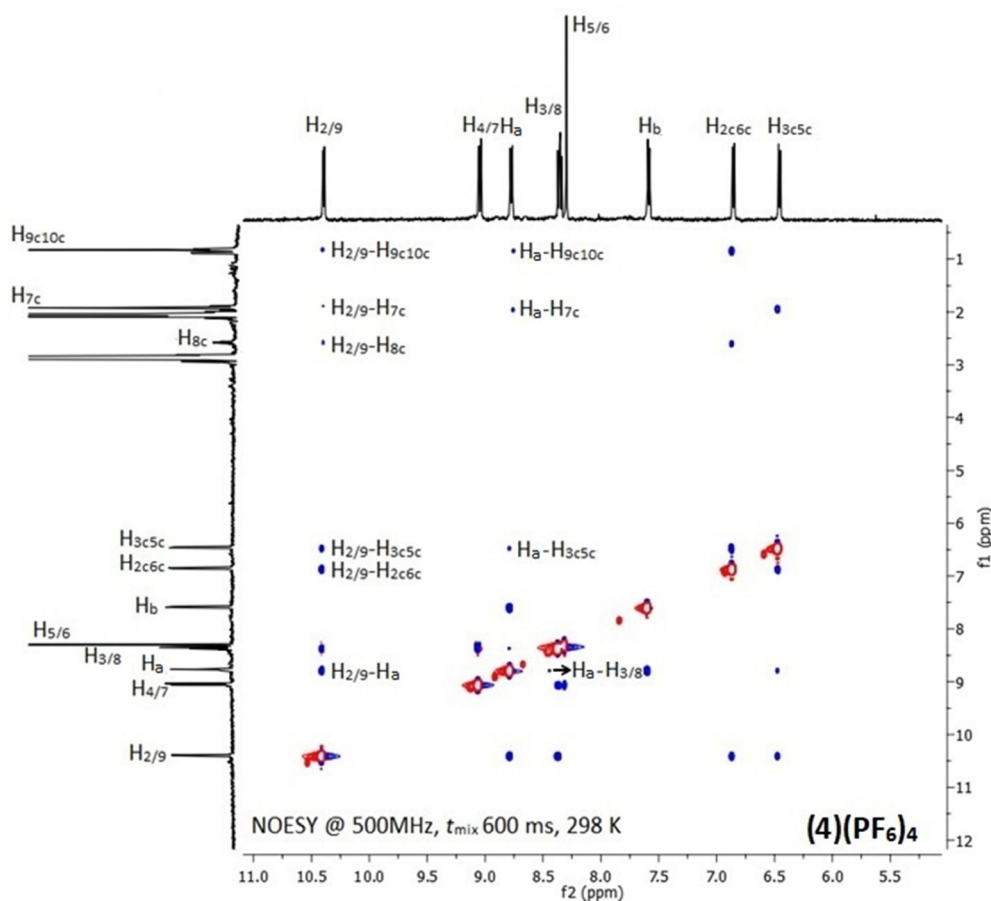 H5/6
H3/8
H2/9 H4/7 Ha Hb H2c6c H3c5c
H9c10c H2/9-H9c10c Ha-H9c10c 1
H7c H2/9-H7c Ha-H7c 2
H8c H2/9-H8c
3
4
5
6
H3c5c H2/9-H3c5c Ha-H3c5c
H2c6c H2/9-H2c6c 7
Hb
H5/6 8
H3/8
Ha H2/9-Ha Ha-H3/8
H4/7 9
H2/9 10
11
NOESY @ 500MHz, tmix 600 ms, 298 K (4)(PF6)4
12
11.0 10.5 10.0 9.5 9.0 8.5 8.0 7.5 7.0 6.5 6.0 5.5
f2 (ppm)
f1 (ppm)